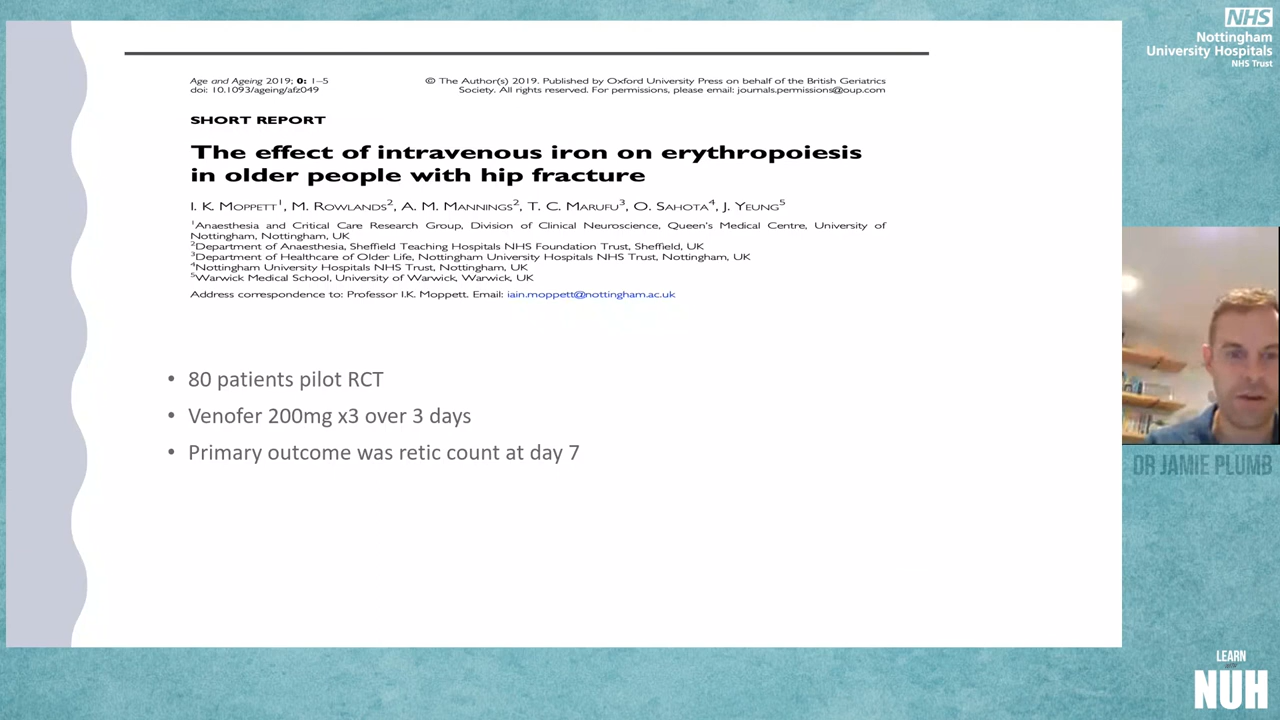 NHS
Nottingham
University Hospitals
NHS Trust
Age and Ageing 2019; 0: 1–5
doi: 10.1093/ageing/afz049
© The Author(s) 2019. Published by Oxford University Press on behalf of the British Geriatrics
Society. All rights reserved. For permissions, please email: journals.permissions@oup.com
SHORT REPORT
The effect of intravenous iron on erythropoiesis
in older people with hip fracture
I. K. Moppett1, M. Rowlands2, A. M. Mannings2, T. C. Marufu3, O. Sahota4, J. Yeung5
1Anaesthesia and Critical Care Research Group, Division of Clinical Neuroscience, Queen's Medical Centre, University of
Nottingham, Nottingham, UK
2Department of Anaesthesia, Sheffield Teaching Hospitals NHS Foundation Trust, Sheffield, UK
3Department of Healthcare of Older Life, Nottingham University Hospitals NHS Trust, Nottingham, UK
4Nottingham University Hospitals NHS Trust, Nottingham, UK
5Warwick Medical School, University of Warwick, Warwick, UK
Address correspondence to: Professor I.K. Moppett. Email: iain.moppett@nottingham.ac.uk
• 80 patients pilot RCT
• Venofer 200mg x3 over 3 days
• Primary outcome was retic count at day 7
DR JAMIE PLUMB
LEARN
NUH